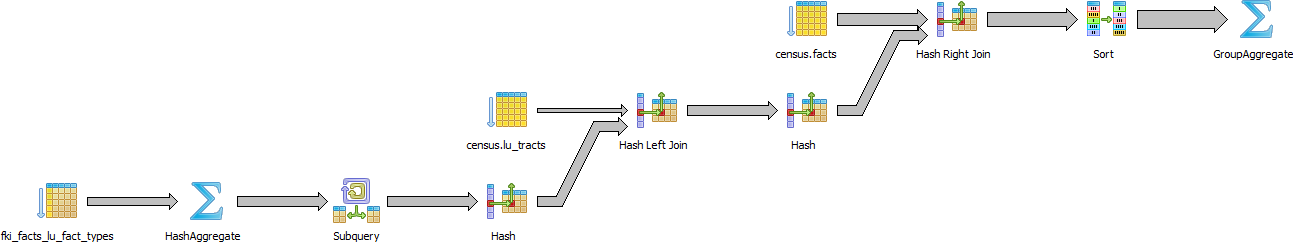 census.facts
Hash Right Join
Sort
GroupAggregate
census.lu_tracts
Hash Left Join
Hash
fki_facts_lu_fact_types
HashAggregate
Subquery
Hash